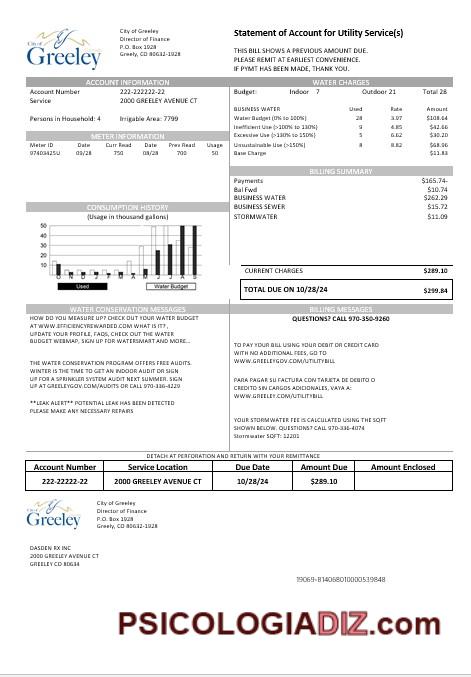 City of
Greeley
City of Greeley
Director of Finance
P.O. Box 1928
Greely, CO 80632-1928
Statement of Account for Utility Service(s)
THIS BILL SHOWS A PREVIOUS AMOUNT DUE.
PLEASE REMIT AT EARLIEST CONVENIENCE.
IF PYMT HAS BEEN MADE, THANK YOU.
ACCOUNT INFORMATION
Account Number 222-222222-22
Service 2000 GREELEY AVENUE CT
Persons in Household: 4 Irrigable Area: 7799
METER INFORMATION
Meter ID Date Curr Read Date Prev Read Usage
97403425U 09/28 750 08/28 700 50
WATER CHARGES
Budget: Indoor 7 Outdoor 21 Total 28
BUSINESS WATER Used Rate Amount
Water Budget (0% to 100%) 28 3.97 $108.64
Inefficient Use (>100% to 130%) 9 4.85 $42.66
Excessive Use (>130% to 150%) 5 6.62 $30.20
Unsustainable Use (>150%) 8 8.82 $68.96
Base Charge $11.83
BILLING SUMMARY
Payments $165.74-
Bal Fwd $10.74
BUSINESS WATER $262.29
BUSINESS SEWER $15.72
STORMWATER $11.09
CURRENT CHARGES $289.10
TOTAL DUE ON 10/28/24 $299.84
CONSUMPTION HISTORY
(Usage in thousand gallons)
50
40
30
20
10
O N D J F M A M J J A S
Used Water Budget
WATER CONSERVATION MESSAGES
HOW DO YOU MEASURE UP? CHECK OUT YOUR WATER BUDGET
AT WWW.EFFICIENCYREWARDED.COM WHAT IS IT?,
UPDATE YOUR PROFILE, FAQS, CHECK OUT THE WATER
BUDGET WEBMAP, SIGN UP FOR WATERSMART AND MORE...
THE WATER CONSERVATION PROGRAM OFFERS FREE AUDITS.
WINTER IS THE TIME TO GET AN INDOOR AUDIT OR SIGN
UP FOR A SPRINKLER SYSTEM AUDIT NEXT SUMMER. SIGN
UP AT GREELEYGOV.COM/AUDITS OR CALL 970-336-4229
**LEAK ALERT** POTENTIAL LEAK HAS BEEN DETECTED
PLEASE MAKE ANY NECESSARY REPAIRS
BILLING MESSAGES
QUESTIONS? CALL 970-350-9260
TO PAY YOUR BILL USING YOUR DEBIT OR CREDIT CARD
WITH NO ADDITIONAL FEES, GO TO
WWW.GREELEYGOV.COM/UTILITYBILL
PARA PAGAR SU FACTURA CON TARJETA DE DEBITO O
CREDITO SIN CARGOS ADICIONALES, VAYA A:
WWW.GREELEY.COM/UTILITYBILL
YOUR STORMWATER FEE IS CALCULATED USING THE SQFT
SHOWN BELOW. QUESTIONS? CALL 970-336-4074
Stormwater SQFT: 12201
DETACH AT PERFORATION AND RETURN WITH YOUR REMITTANCE
Account Number Service Location Due Date Amount Due Amount Enclosed
222-22222-22 2000 GREELEY AVENUE CT 10/28/24 $289.10
City of
Greeley
City of Greeley
Director of Finance
P.O. Box 1928
Greely, CO 80632-1928
DASDEN RX INC
2000 GREELEY AVENUE CT
GREELEY CO 80634
19069-814068010000539848
PSICOLOGIADIZ.com